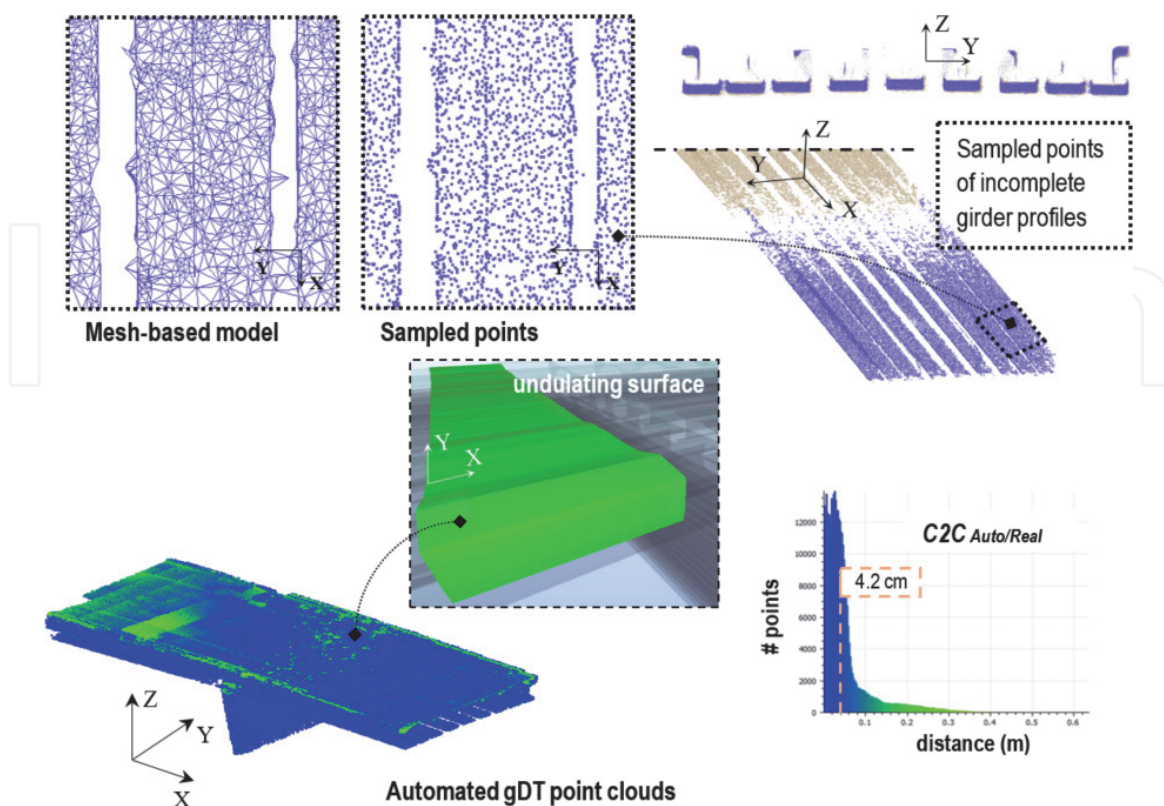 Z
Y
Sampled points
of incomplete
girder profiles
Z
Y
X
Y
X
Y
X
Mesh-based model
Sampled points
undulating surface
Y
X
C2C Auto/Real
4.2 cm
12000
10000
8000
6000
4000
2000
0
# points
0.1 0.2 0.3 0.4 0.5 0.6
distance (m)
Z
Y
X
Automated gDT point clouds